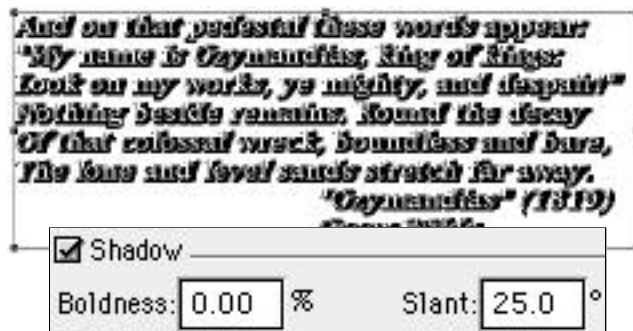 And on that pedestal these words appear:
"My name is Ozymandias, king of kings:
Look on my works, ye mighty, and despair!"
Nothing beside remains. Round the decay
Of that colossal wreck, boundless and bare,
The lone and level sands stretch far away.
"Ozymandias" (1819)
Shadow
Boldness: 0.00 % Slant: 25.0 °